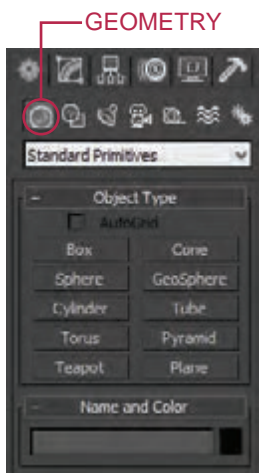 GEOMETRY
Standard Primitives
- Object Type
AutoGrid
Box Cone
Sphere GeoSphere
Cylinder Tube
Torus Pyramid
Teapot Plane
- Name and Color